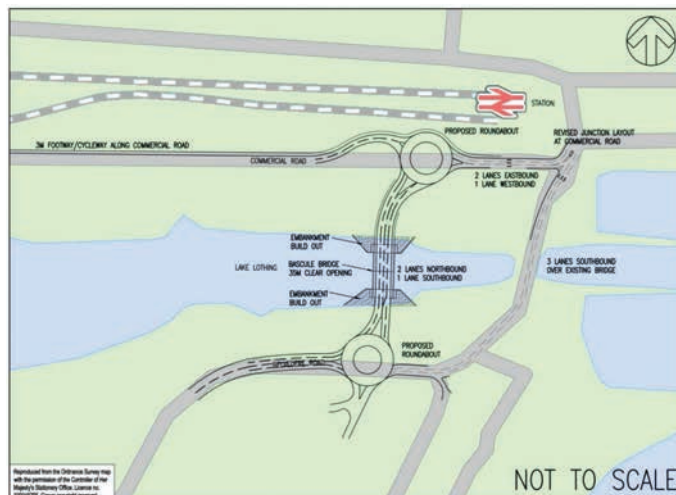 STATION
PROPOSED ROUNDABOUT
REVISED JUNCTION LAYOUT
AT COMMERCIAL ROAD
3M FOOTWAY/CYCLEWAY ALONG COMMERCIAL ROAD
COMMERCIAL ROAD
2 LANES EASTBOUND
1 LANE WESTBOUND
EMBANKMENT
BUILD OUT
LAKE LOTHING
BASCULE BRIDGE
35M CLEAR OPENING
2 LANES NORTHBOUND
1 LANE SOUTHBOUND
3 LANES SOUTHBOUND
OVER EXISTING BRIDGE
EMBANKMENT
BUILD OUT
PROPOSED
ROUNDABOUT
ROAD
Reproduced from the Ordnance Survey map
with the permission of the Controller of Her
Majesty's Stationery Office. Licence no.
NOT TO SCALE